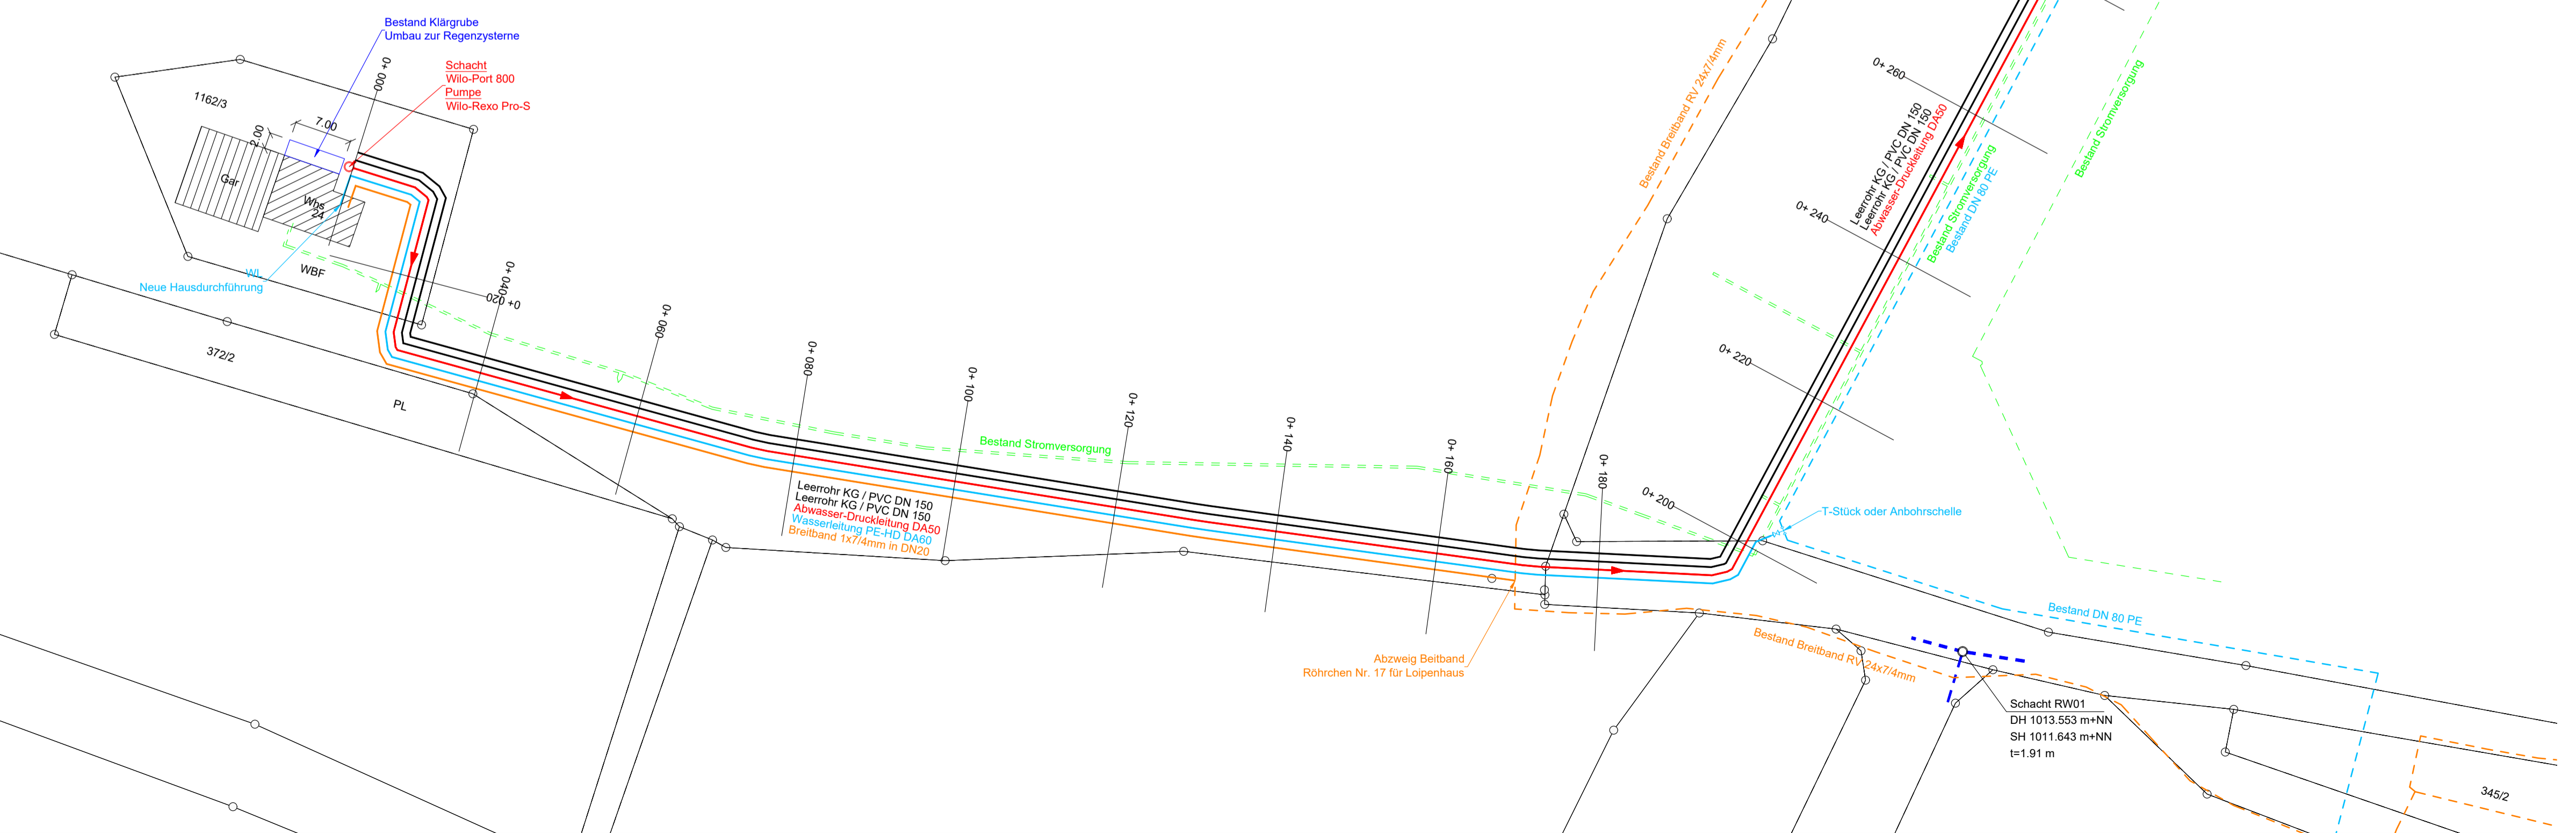 Bestand Klärgrube
Umbau zur Regenzysterne
Schacht
Wilo-Port 800
Pumpe
Wilo-Rexo Pro-S
0+ 000
1162/3
7.00
2.00
Gar
Whs
24
WL
Neue Hausdurchführung
WBF
372/2
PL
0+ 020
0+ 040
0+ 060
0+ 080
0+ 100
0+ 120
0+ 140
0+ 160
0+ 180
0+ 200
0+ 220
0+ 240
0+ 260
Bestand Stromversorgung
Leerrohr KG / PVC DN 150
Leerrohr KG / PVC DN 150
Abwasser-Druckleitung DA50
Wasserleitung PE-HD DA60
Breitband 1x7/4mm in DN20
Bestand Breitband RV 24x7/4mm
Leerrohr KG / PVC DN 150
Leerrohr KG / PVC DN 150
Abwasser-Druckleitung DA50
Bestand Stromversorgung
Bestand DN 80 PE
Bestand Stromversorgung
T-Stück oder Anbohrschelle
Bestand DN 80 PE
Abzweig Beitband
Röhrchen Nr. 17 für Loipenhaus
Bestand Breitband RV 24x7/4mm
Schacht RW01
DH 1013.553 m+NN
SH 1011.643 m+NN
t=1.91 m
345/2